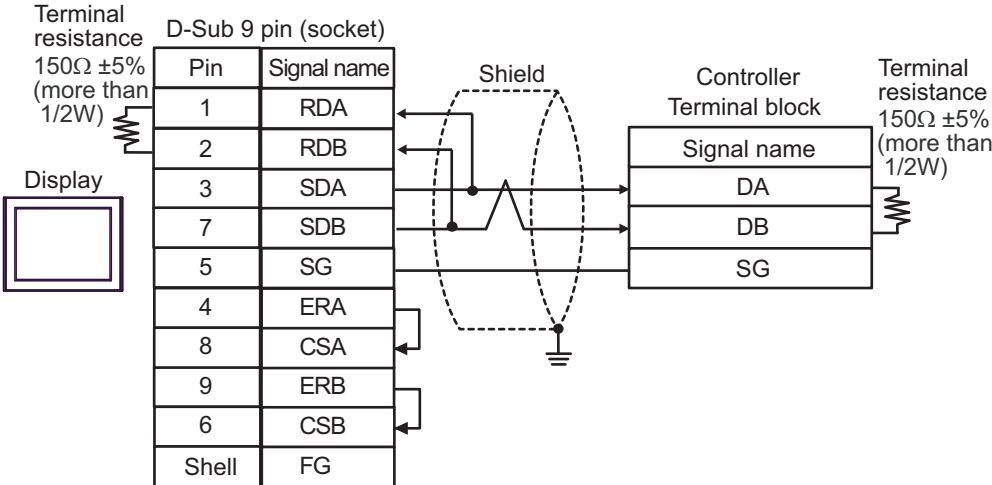 Terminal
resistance
150Ω ±5%
(more than
1/2W)
D-Sub 9 pin (socket)
Pin Signal name
1 RDA
2 RDB
3 SDA
7 SDB
5 SG
4 ERA
8 CSA
9 ERB
6 CSB
Shell FG
Display
Shield
Controller
Terminal block
Signal name
DA
DB
SG
Terminal
resistance
150Ω ±5%
(more than
1/2W)